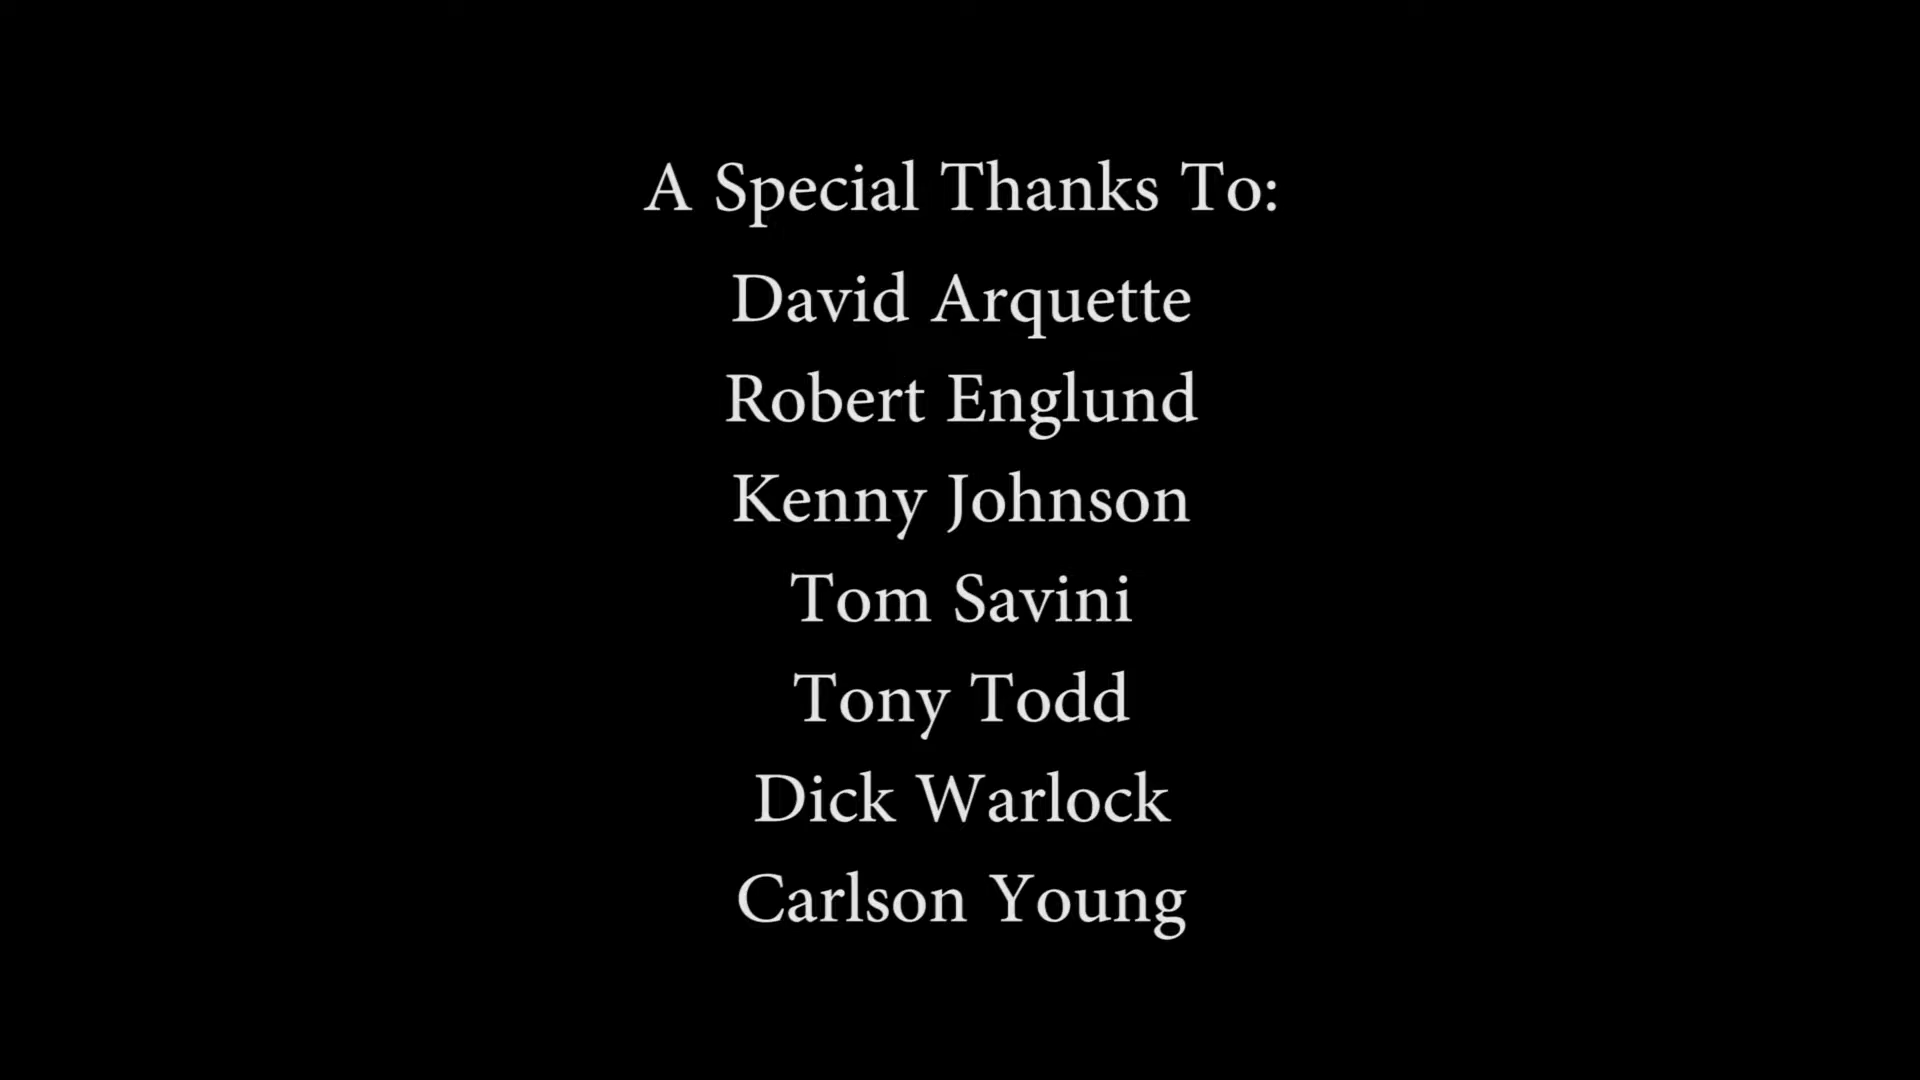 A Special Thanks To:
David Arquette
Robert Englund
Kenny Johnson
Tom Savini
Tony Todd
Dick Warlock
Carlson Young